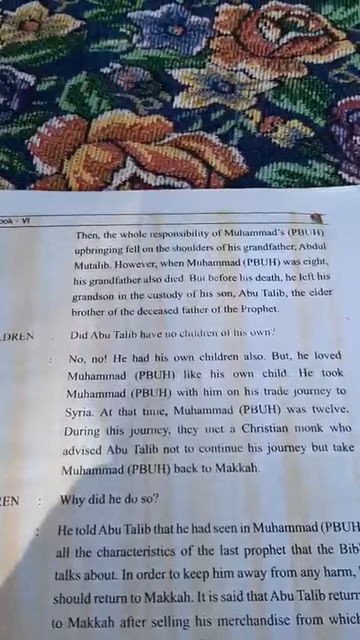 ook - VI
Then, the whole responsibility of Muhammad's (PBUH)
upbringing fell on the shoulders of his grandfather, Abdul
Mutalib. However, when Muhammad (PBUH) was eight,
his grandfather also died. But before his death, he left his
grandson in the custody of his son, Abu Talib, the elder
brother of the deceased father of the Prophet.
LDREN : Did Abu Talib have no children of his own?
: No, no! He had his own children also. But, he loved
Muhammad (PBUH) like his own child. He took
Muhammad (PBUH) with him on his trade journey to
Syria. At that time, Muhammad (PBUH) was twelve.
During this journey, they met a Christian monk who
advised Abu Talib not to continue his journey but take
Muhammad (PBUH) back to Makkah.
REN : Why did he do so?
: He told Abu Talib that he had seen in Muhammad (PBUH
all the characteristics of the last prophet that the Bib
talks about. In order to keep him away from any harm,
should return to Makkah. It is said that Abu Talib return
to Makkah after selling his merchandise from which